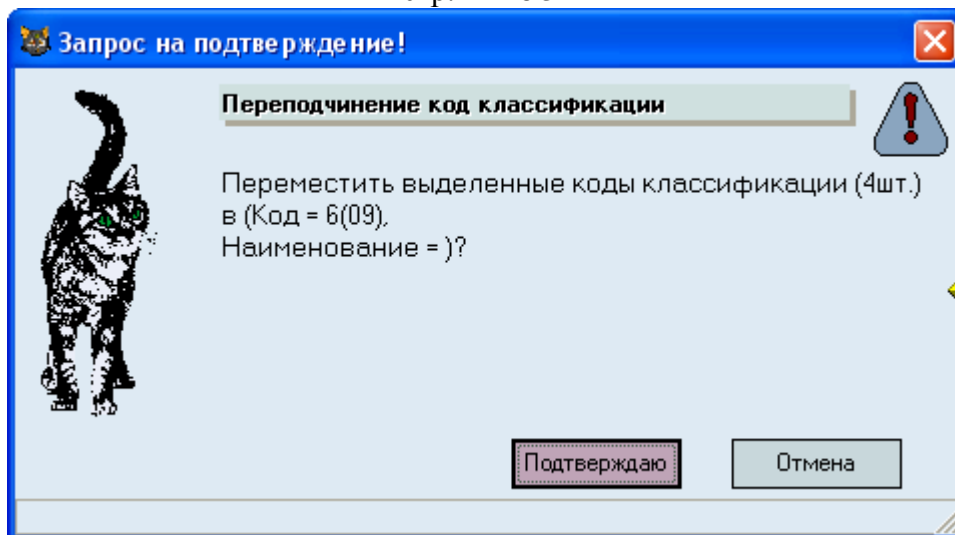 Запрос на подтверждение!
Переподчинение код классификации
Переместить выделенные коды классификации (4шт.)
в (Код = 6(09),
Наименование = )?
Подтверждаю
Отмена